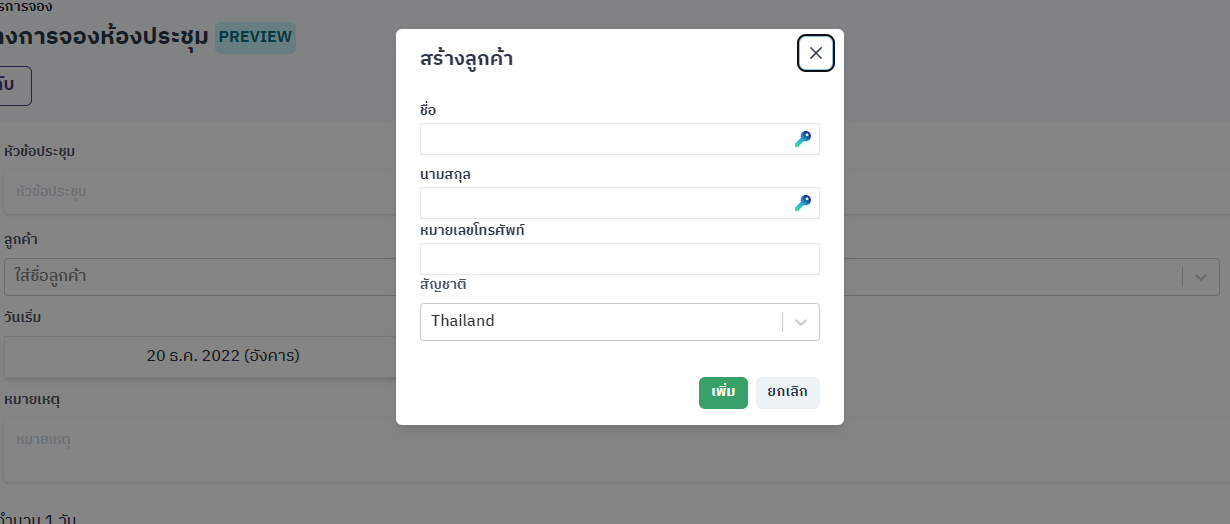 รการจอง
างการจองห้องประชุม PREVIEW
ับ
หัวข้อประชุม
หัวข้อประชุม
ลูกค้า
ใส่ชื่อลูกค้า
วันเริ่ม
20 ธ.ค. 2022 (อังคาร)
หมายเหตุ
หมายเหตุ
จำนวน 1 วัน
สร้างลูกค้า
ชื่อ
นามสกุล
หมายเลขโทรศัพท์
สัญชาติ
Thailand
เพิ่ม ยกเลิก